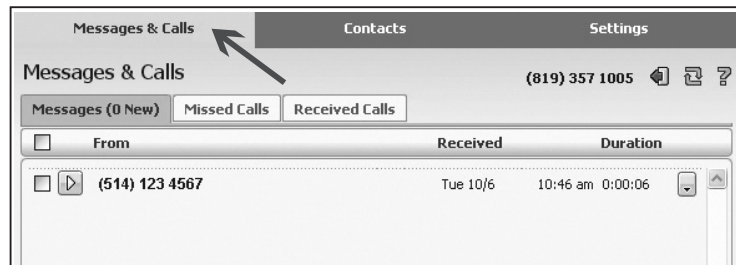 Messages & Calls Contacts Settings
Messages & Calls (819) 357 1005 ?
Messages (0 New) Missed Calls Received Calls
From Received Duration
(514) 123 4567 Tue 10/6 10:46 am 0:00:06